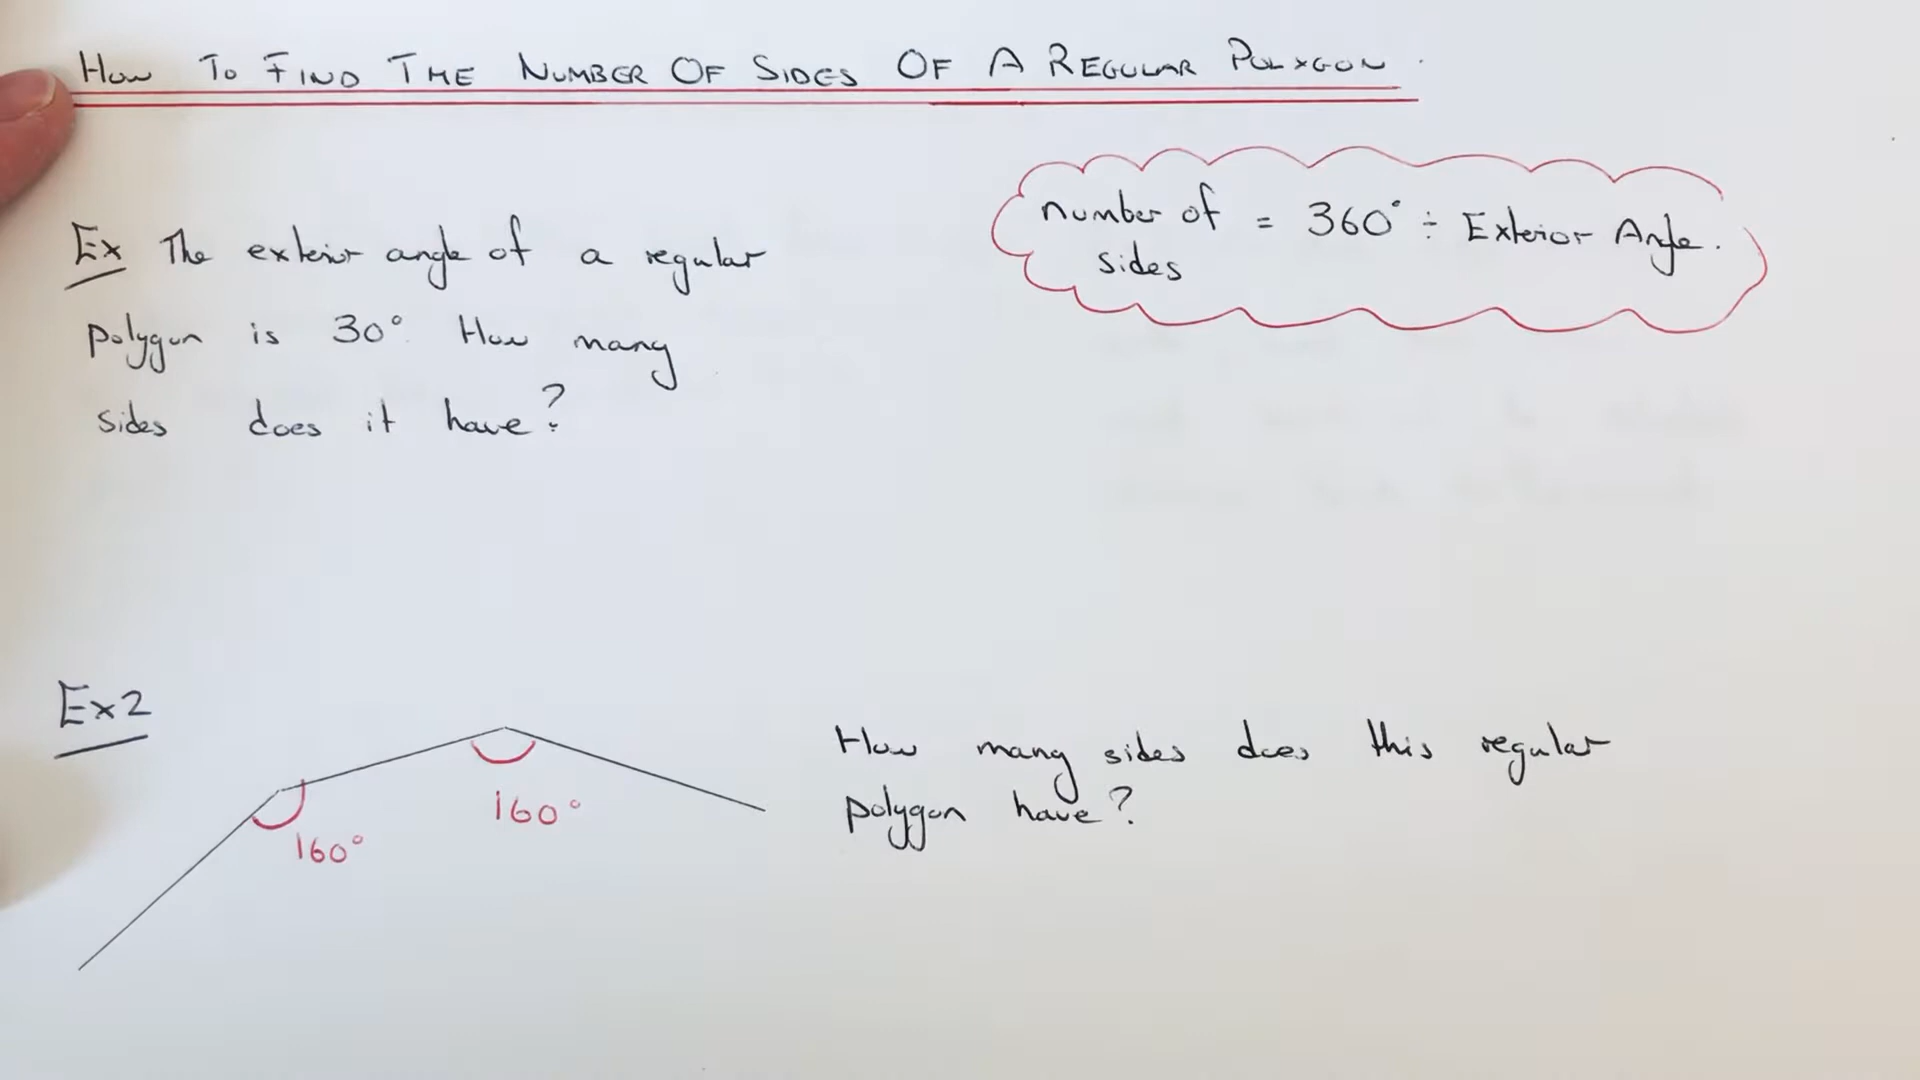 How To Find The Number Of Sides Of A Regular Polygon.
number of = 360° ÷ Exterior Angle.
sides
Ex The exterior angle of a regular
polygon is 30°. How many
sides does it have?
Ex2
160°
160°
How many sides does this regular
polygon have?